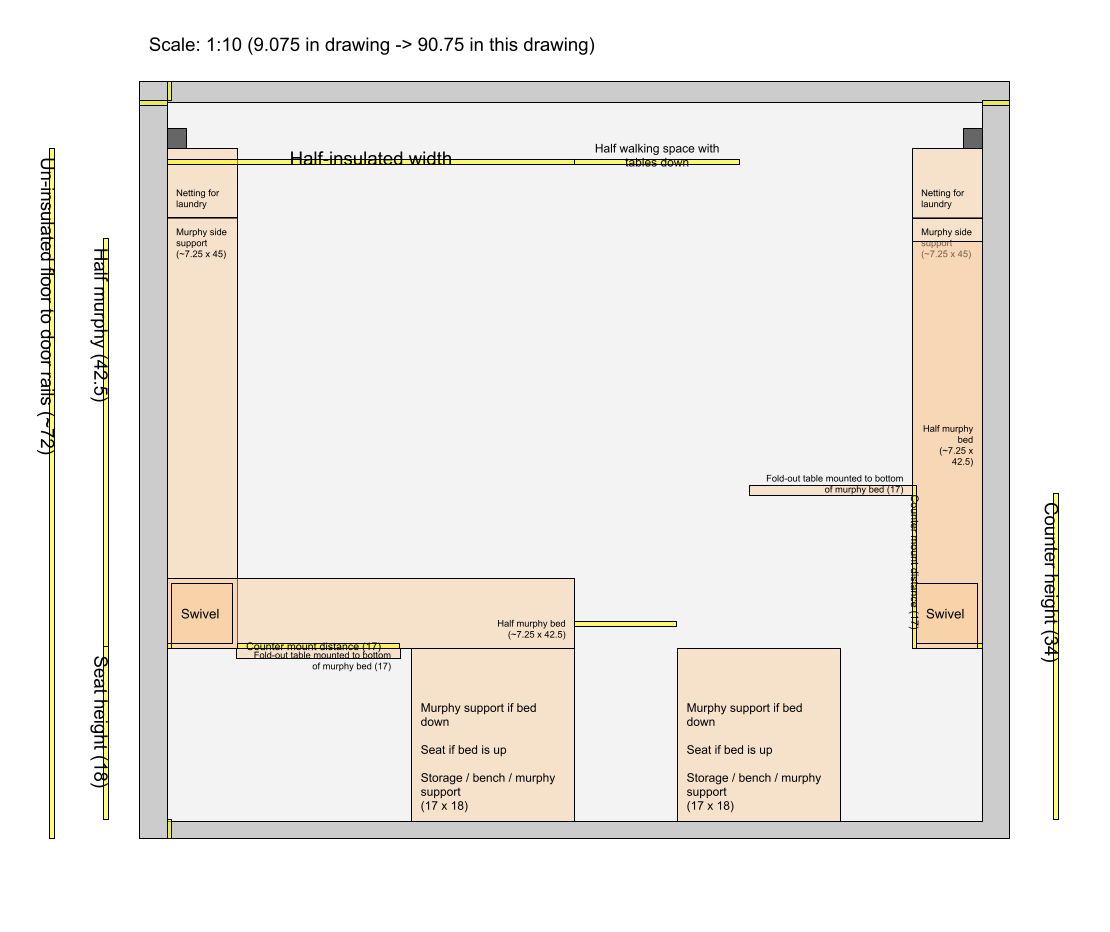 Scale: 1:10 (9.075 in drawing -> 90.75 in this drawing)
Un-insulated floor to door rails (~72)
Half murphy (42.5)
Seat height (18)
Half-insulated width
Half walking space with
tables down
Netting for
laundry
Murphy side
support
(~7.25 x 45)
Netting for
laundry
Murphy side
support
(~7.25 x 45)
Half murphy
bed
(~7.25 x
42.5)
Fold-out table mounted to bottom
of murphy bed (17)
Counter mount distance (17)
Counter height (34)
Swivel
Half murphy bed
(~7.25 x 42.5)
Swivel
Counter mount distance (17)
Fold-out table mounted to bottom
of murphy bed (17)
Murphy support if bed
down
Seat if bed is up
Storage / bench / murphy
support
(17 x 18)
Murphy support if bed
down
Seat if bed is up
Storage / bench / murphy
support
(17 x 18)